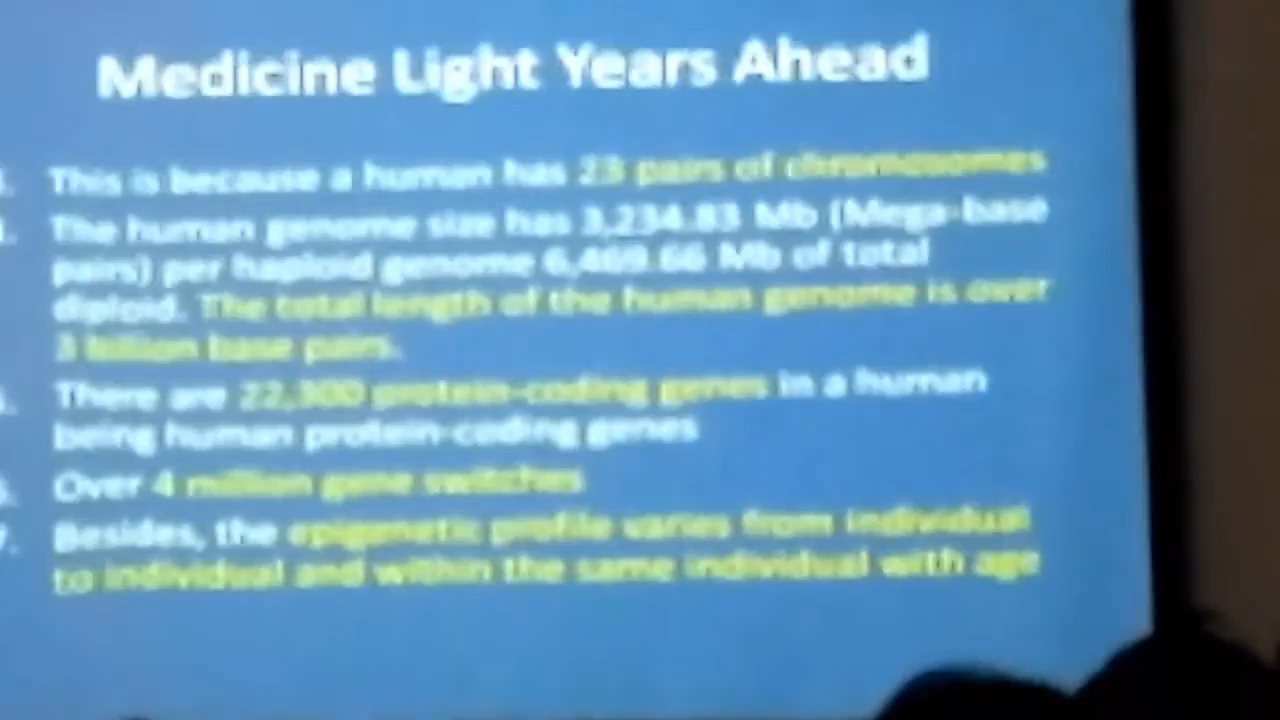 Medicine Light Years Ahead
This is because a human has 23 pairs of chromosomes
The human genome size has 3,234.83 Mb (Mega-base
pairs) per haploid genome 6,469.66 Mb of total
diploid. The total length of the human genome is over
3 billion base pairs.
There are 22,300 protein-coding genes in a human
being human protein-coding genes
Over 4 million gene switches
7. Besides, the epigenetic profile varies from individual
to individual and within the same individual with age